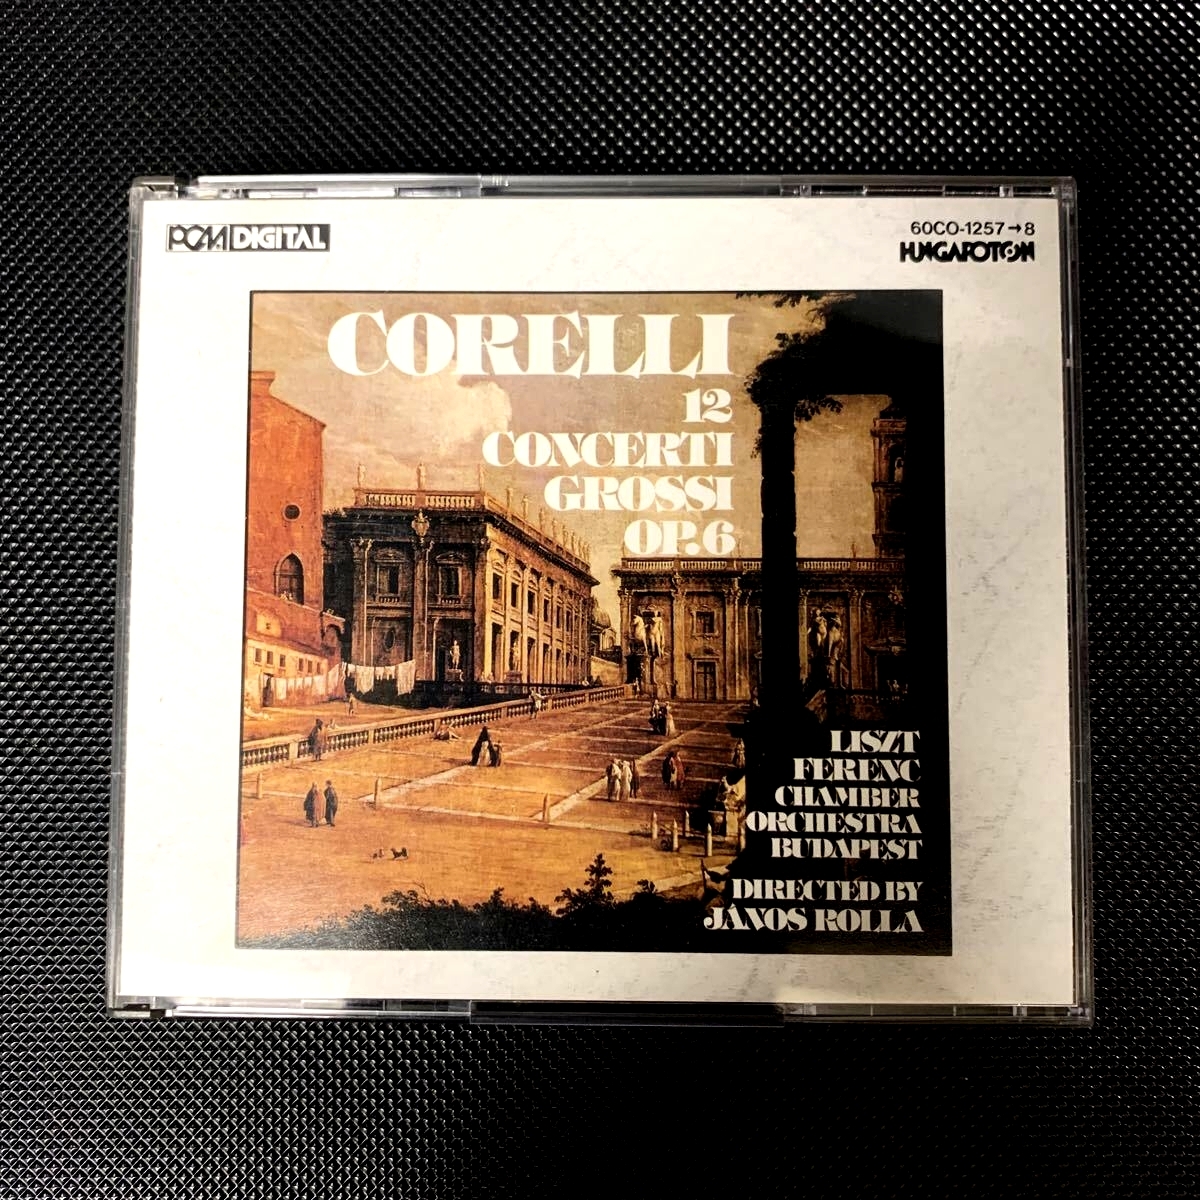 PCM DIGITAL
60CO-1257→8
HUNGAROTON
CORELLI
12
CONCERTI
GROSSI
OP. 6
LISZT
FERENC
CHAMBER
ORCHESTRA
BUDAPEST
DIRECTED BY
JÁNOS ROLLA